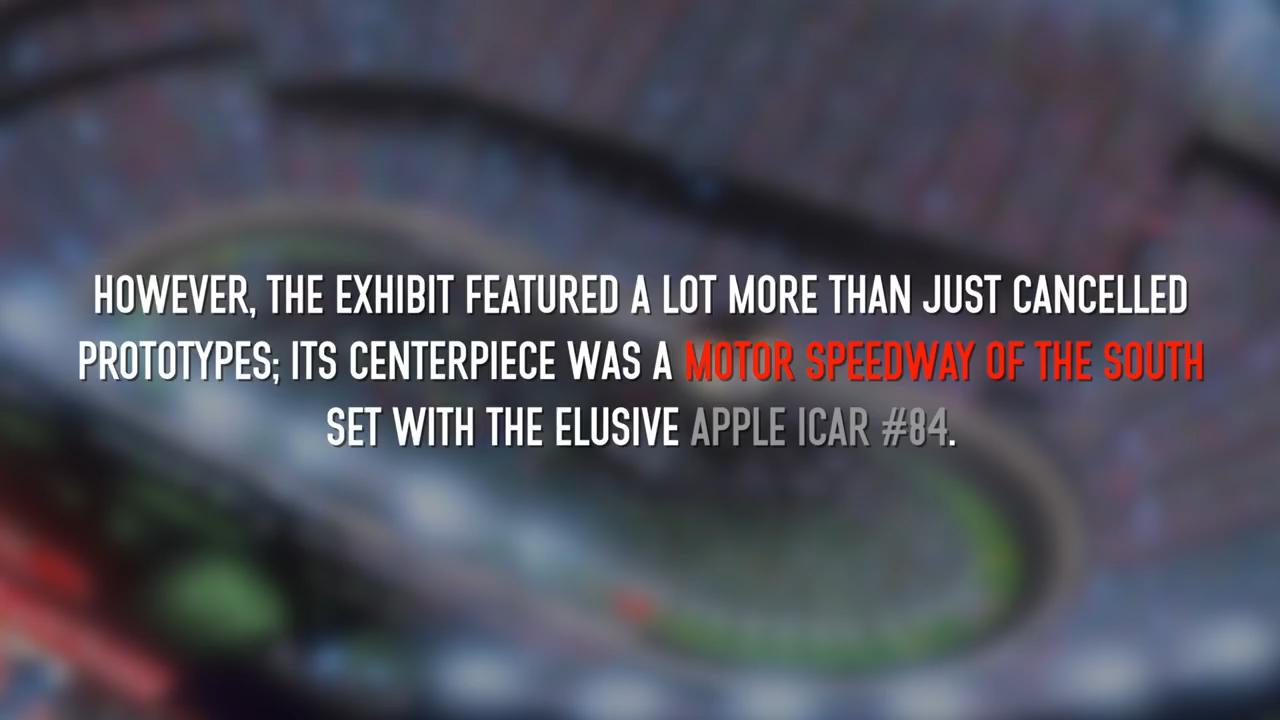 HOWEVER, THE EXHIBIT FEATURED A LOT MORE THAN JUST CANCELLED
PROTOTYPES; ITS CENTERPIECE WAS A MOTOR SPEEDWAY OF THE SOUTH
SET WITH THE ELUSIVE APPLE ICAR #84.